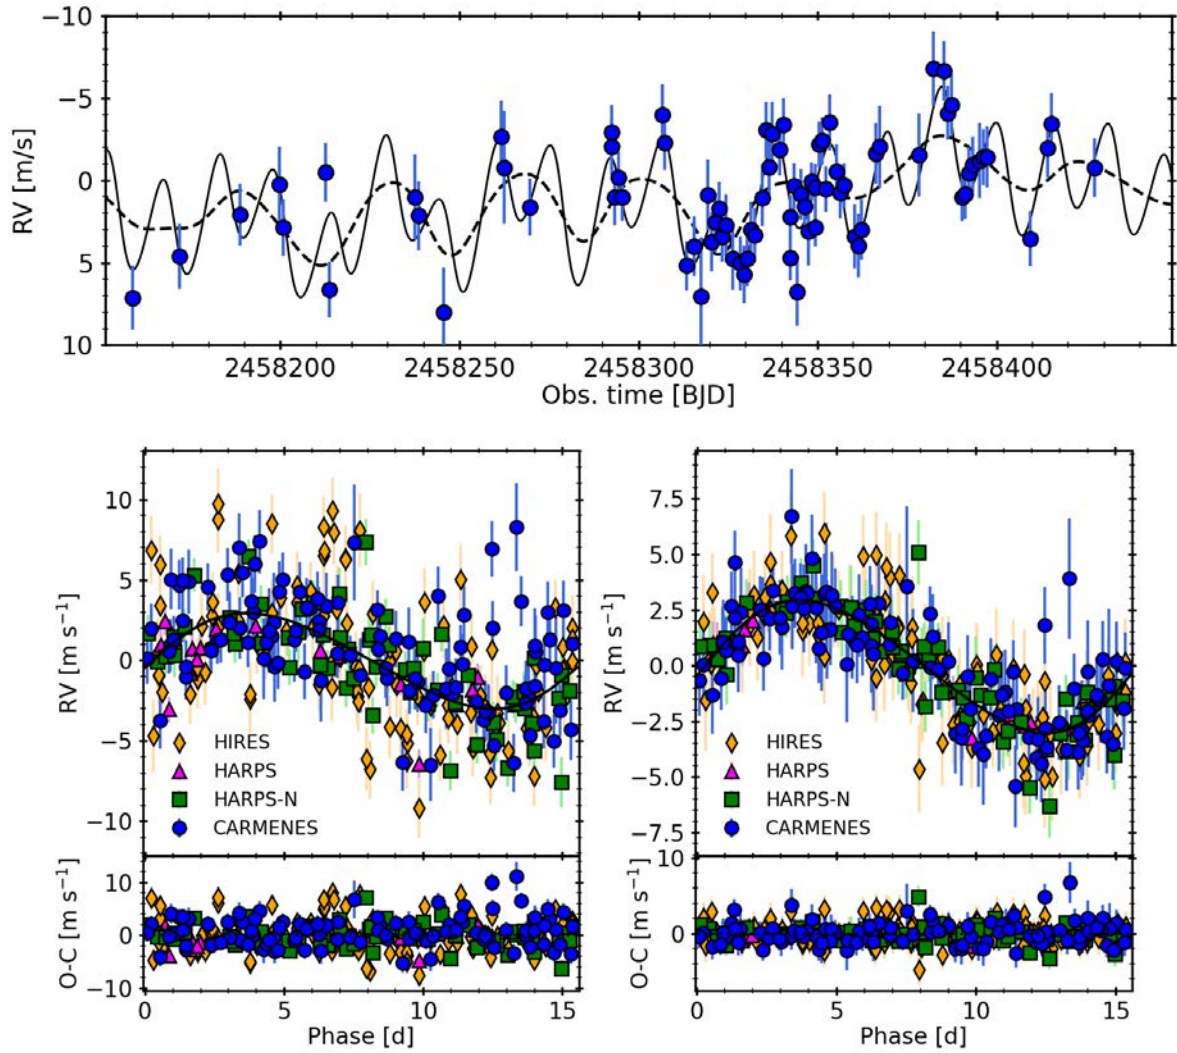 −10
−5
0
5
10
RV [m/s]
2458200 2458250 2458300 2458350 2458400
Obs. time [BJD]
10
5
0
−5
−10
RV [m s⁻¹]
HIRES
HARPS
HARPS-N
CARMENES
10
0
−10
O-C [m s⁻¹]
0 5 10 15
Phase [d]
7.5
5.0
2.5
0.0
−2.5
−5.0
−7.5
RV [m s⁻¹]
HIRES
HARPS
HARPS-N
CARMENES
10
0
O-C [m s⁻¹]
0 5 10 15
Phase [d]